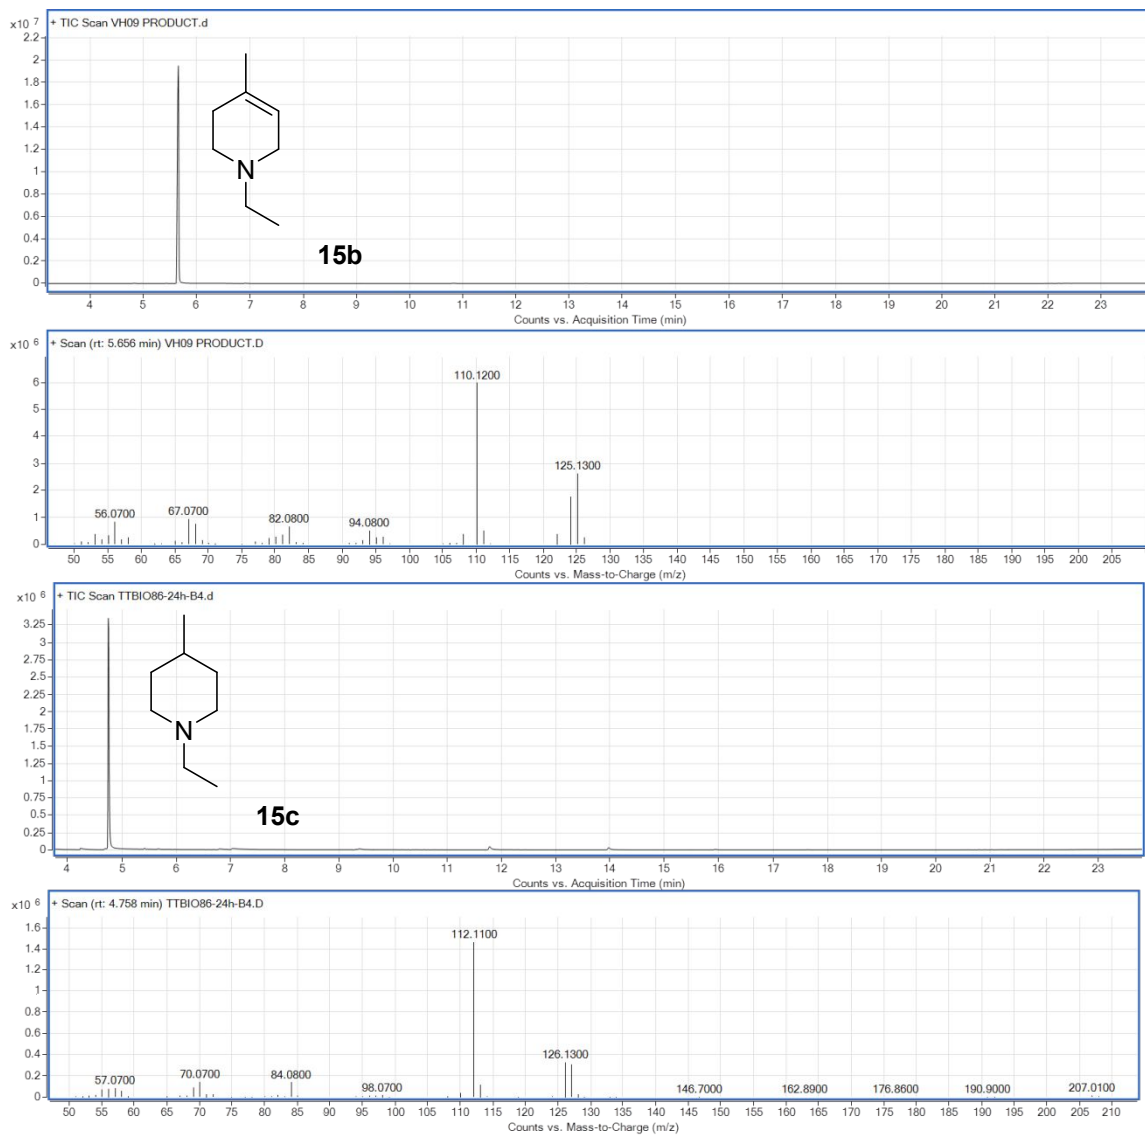 + TIC Scan VH09 PRODUCT.d
x10 7
2.2
2
1.8
1.6
1.4
1.2
1
0.8
0.6
0.4
0.2
0
N
15b
4 5 6 7 8 9 10 11 12 13 14 15 16 17 18 19 20 21 22 23
Counts vs. Acquisition Time (min)
+ Scan (rt: 5.656 min) VH09 PRODUCT.D
x10 6
6
5
4
3
2
1
0
110.1200
125.1300
56.0700 67.0700 82.0800 94.0800
50 55 60 65 70 75 80 85 90 95 100 105 110 115 120 125 130 135 140 145 150 155 160 165 170 175 180 185 190 195 200 205
Counts vs. Mass-to-Charge (m/z)
+ TIC Scan TTBIO86-24h-B4.d
x10 6
3.25
3
2.75
2.5
2.25
2
1.75
1.5
1.25
1
0.75
0.5
0.25
0
N
15c
4 5 6 7 8 9 10 11 12 13 14 15 16 17 18 19 20 21 22 23
Counts vs. Acquisition Time (min)
+ Scan (rt: 4.758 min) TTBIO86-24h-B4.D
x10 6
1.6
1.4
1.2
1
0.8
0.6
0.4
0.2
0
112.1100
126.1300
57.0700 70.0700 84.0800 98.0700 146.7000 162.8900 176.8600 190.9000 207.0100
50 55 60 65 70 75 80 85 90 95 100 105 110 115 120 125 130 135 140 145 150 155 160 165 170 175 180 185 190 195 200 205 210
Counts vs. Mass-to-Charge (m/z)